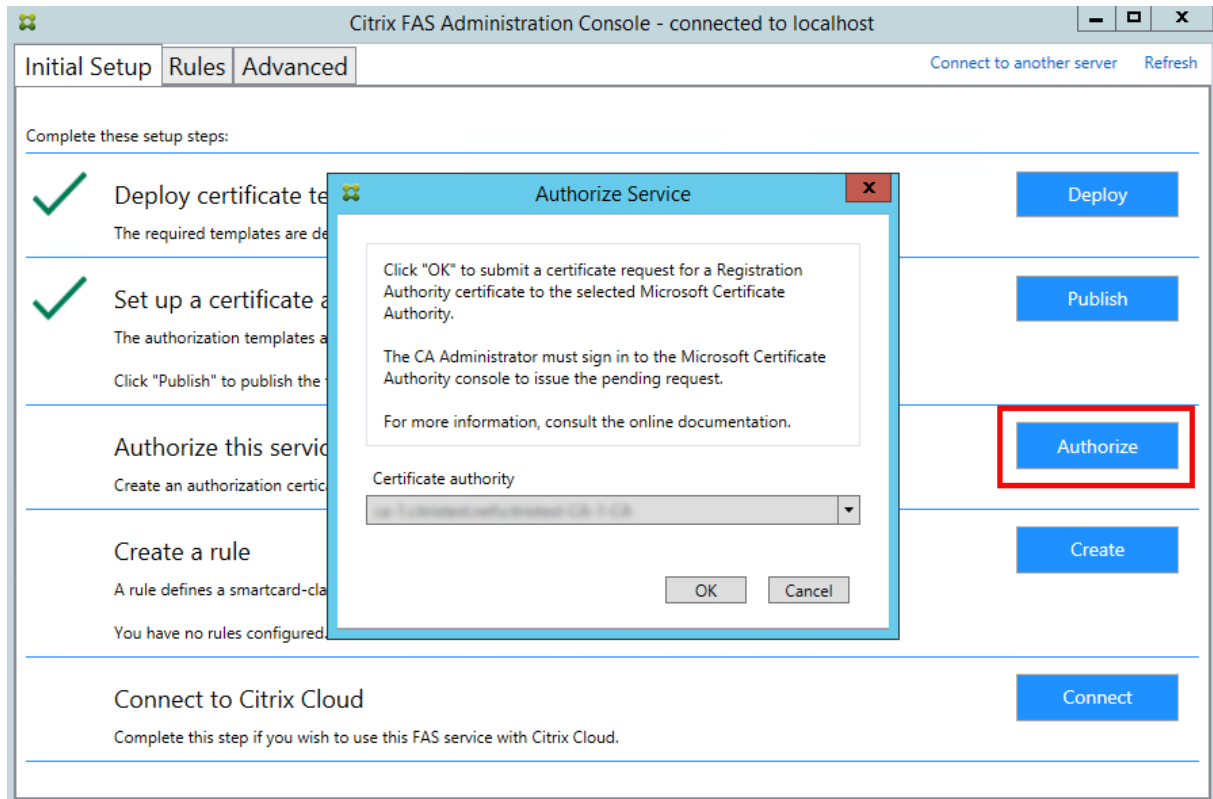 Citrix FAS Administration Console - connected to localhost
Initial Setup Rules Advanced
Connect to another server Refresh
Complete these setup steps:
Deploy certificate te
Deploy
The required templates are de
Set up a certificate a
Publish
The authorization templates a
Click "Publish" to publish the
Authorize this servic
Authorize
Create an authorization certic
Create a rule
Create
A rule defines a smartcard-cla
You have no rules configured.
Connect to Citrix Cloud
Connect
Complete this step if you wish to use this FAS service with Citrix Cloud.
Authorize Service
Click "OK" to submit a certificate request for a Registration
Authority certificate to the selected Microsoft Certificate
Authority.
The CA Administrator must sign in to the Microsoft Certificate
Authority console to issue the pending request.
For more information, consult the online documentation.
Certificate authority
OK Cancel